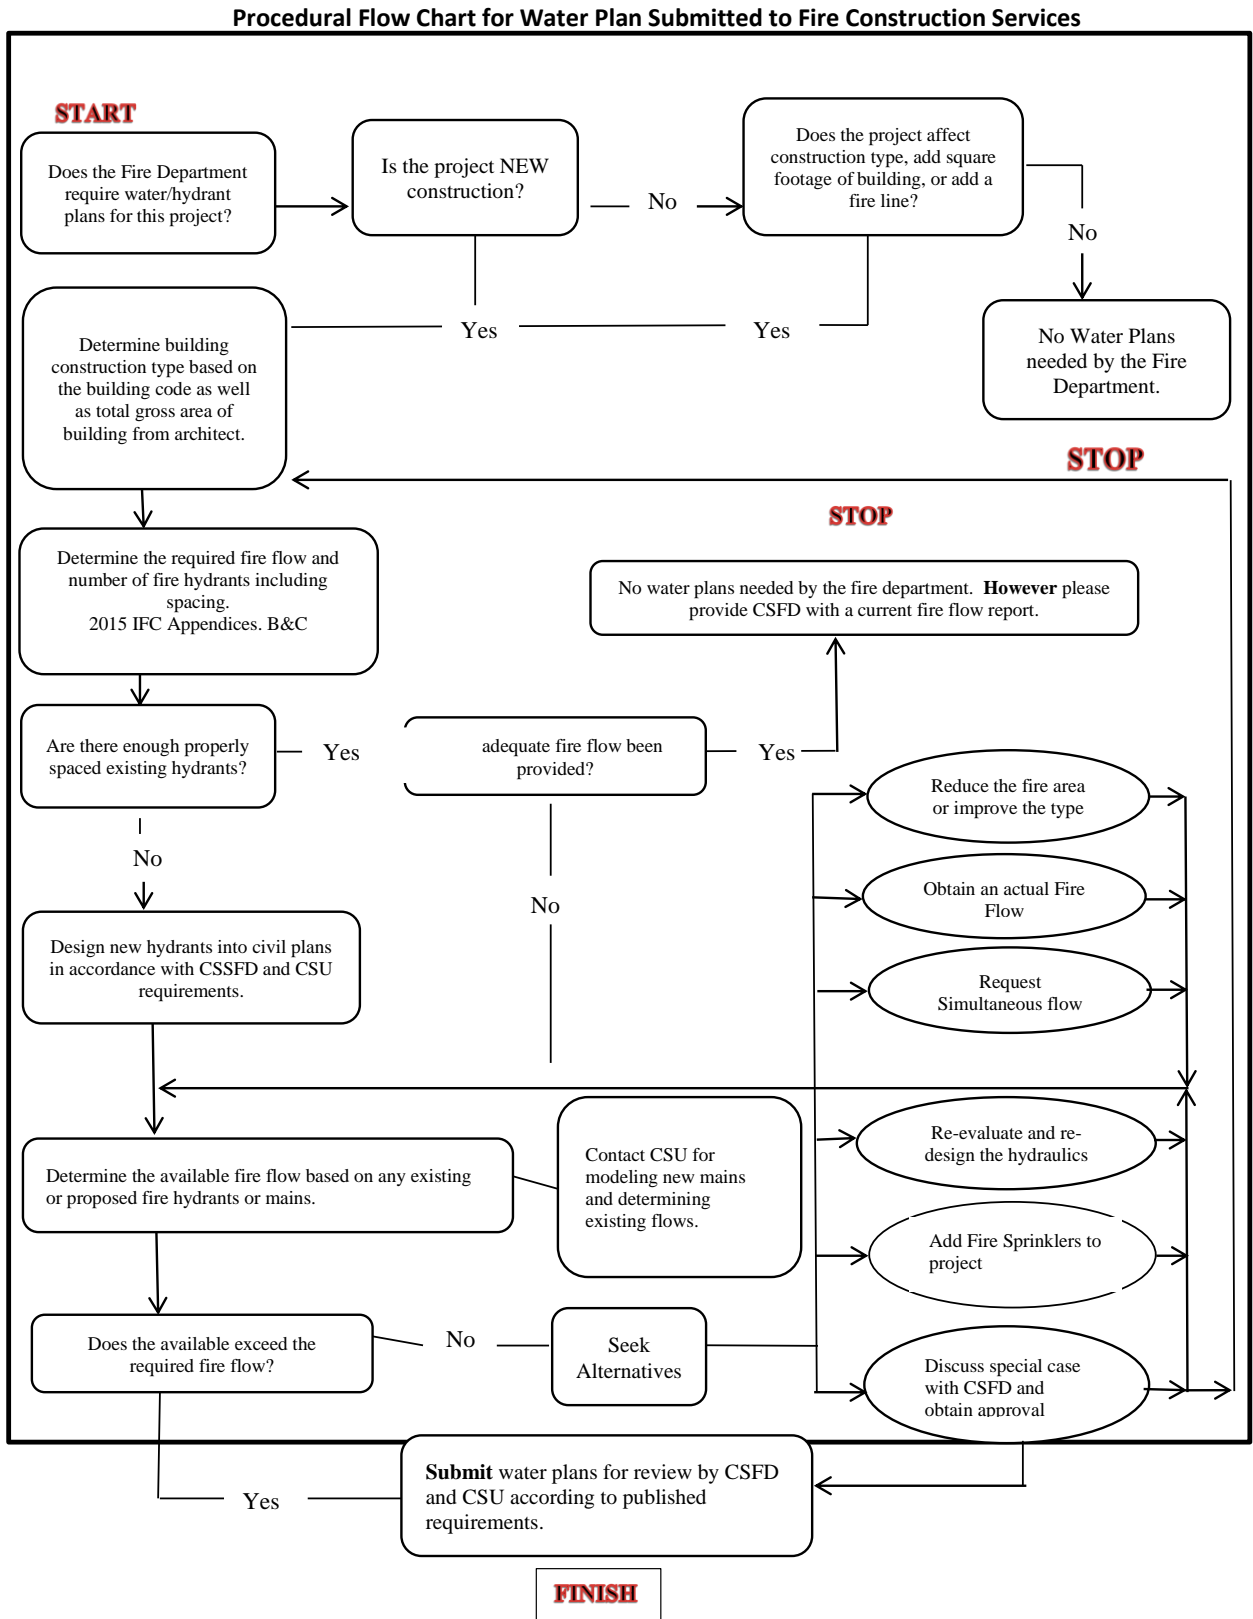 Procedural Flow Chart for Water Plan Submitted to Fire Construction Services
START
Does the Fire Department
require water/hydrant
plans for this project?
Is the project NEW
construction?
No
Does the project affect
construction type, add square
footage of building, or add a
fire line?
No
Yes
Yes
No Water Plans
needed by the Fire
Department.
STOP
Determine building
construction type based on
the building code as well
as total gross area of
building from architect.
STOP
Determine the required fire flow and
number of fire hydrants including
spacing.
2015 IFC Appendices. B&C
No water plans needed by the fire department. However please
provide CSFD with a current fire flow report.
Are there enough properly
spaced existing hydrants?
Yes
adequate fire flow been
provided?
Yes
No
No
Reduce the fire area
or improve the type
Obtain an actual Fire
Flow
Request
Simultaneous flow
Design new hydrants into civil plans
in accordance with CSSFD and CSU
requirements.
Determine the available fire flow based on any existing
or proposed fire hydrants or mains.
Contact CSU for
modeling new mains
and determining
existing flows.
Re-evaluate and re-
design the hydraulics
Add Fire Sprinklers to
project
Does the available exceed the
required fire flow?
No
Seek
Alternatives
Discuss special case
with CSFD and
obtain approval
Yes
Submit water plans for review by CSFD
and CSU according to published
requirements.
FINISH